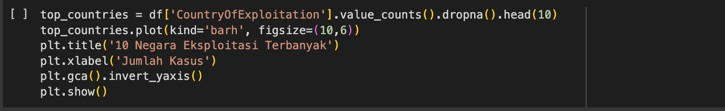 [ ] top_countries = df['CountryOfExploitation'].value_counts().dropna().head(10)
top_countries.plot(kind='barh', figsize=(10,6))
plt.title('10 Negara Eksploitasi Terbanyak')
plt.xlabel('Jumlah Kasus')
plt.gca().invert_yaxis()
plt.show()